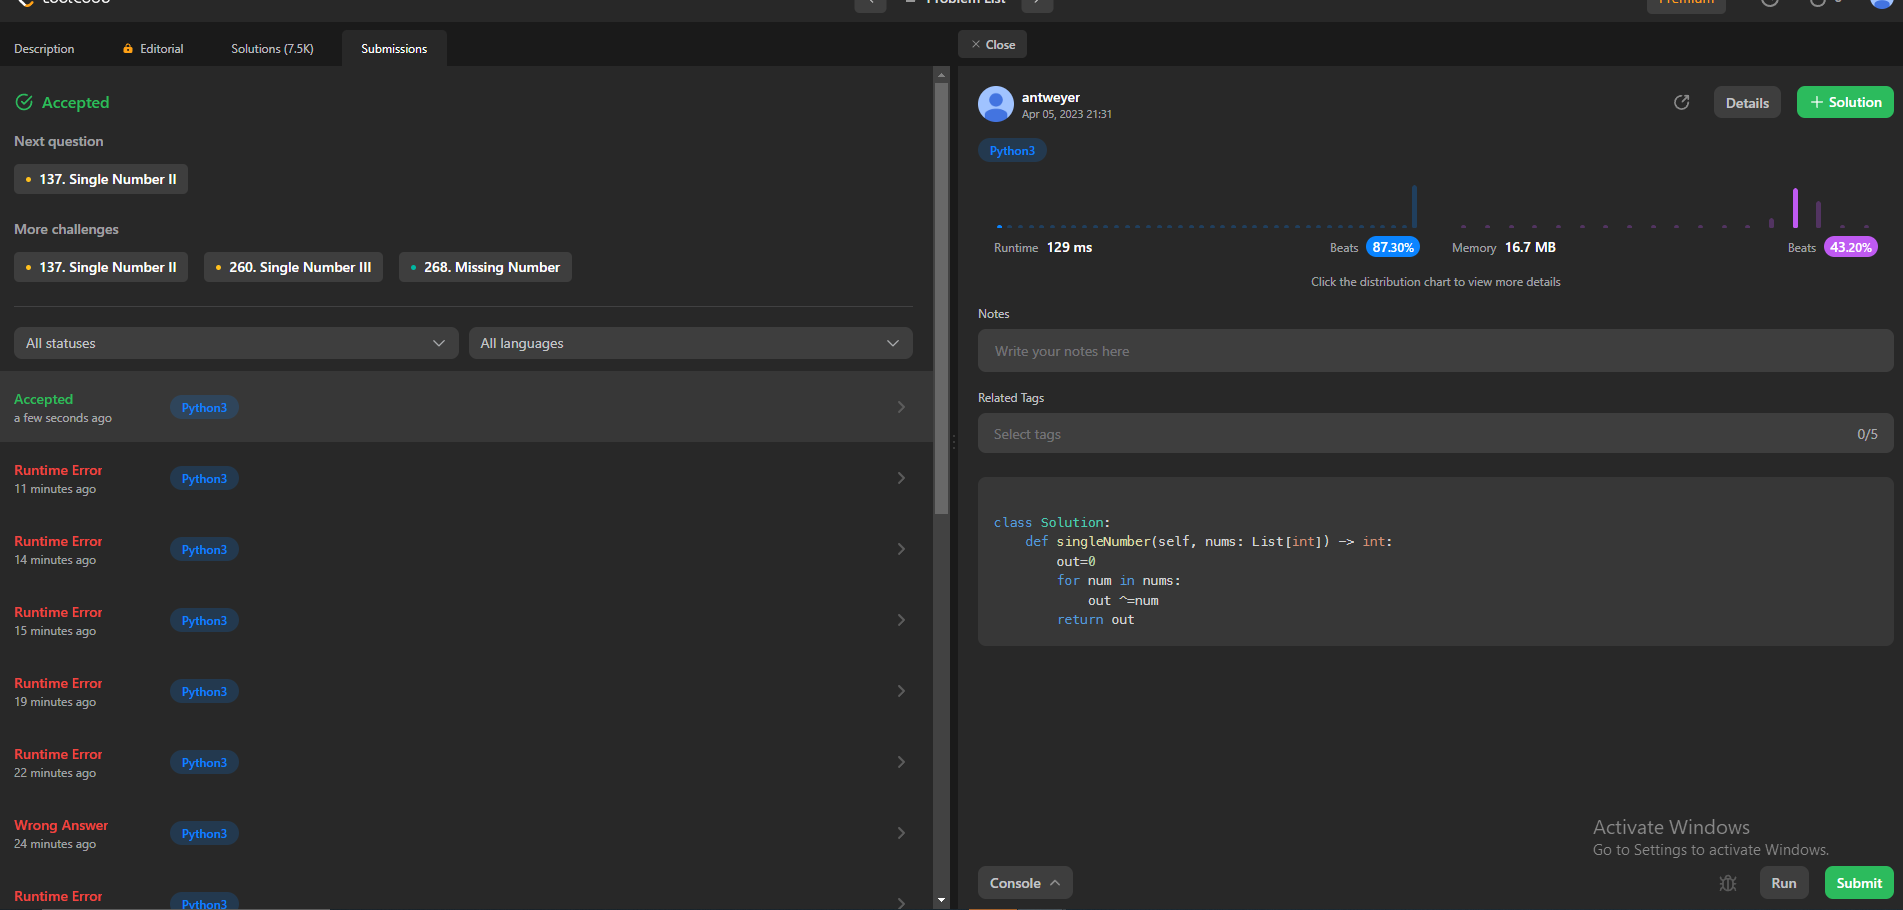 Problem List
Premium
Description
Editorial
Solutions (7.5K)
Submissions
Close
Accepted
Next question
137. Single Number II
More challenges
137. Single Number II
260. Single Number III
268. Missing Number
All statuses
All languages
Accepted
a few seconds ago
Python3
Runtime Error
11 minutes ago
Python3
Runtime Error
14 minutes ago
Python3
Runtime Error
15 minutes ago
Python3
Runtime Error
19 minutes ago
Python3
Runtime Error
22 minutes ago
Python3
Wrong Answer
24 minutes ago
Python3
Runtime Error
Python3
antweyer
Apr 05, 2023 21:31
Details
+ Solution
Python3
Runtime 129 ms
Beats 87.30%
Memory 16.7 MB
Beats 43.20%
Click the distribution chart to view more details
Notes
Write your notes here
Related Tags
Select tags
0/5
class Solution:
    def singleNumber(self, nums: List[int]) -> int:
        out=0
        for num in nums:
            out ^=num
        return out
Activate Windows
Go to Settings to activate Windows.
Console
Run
Submit